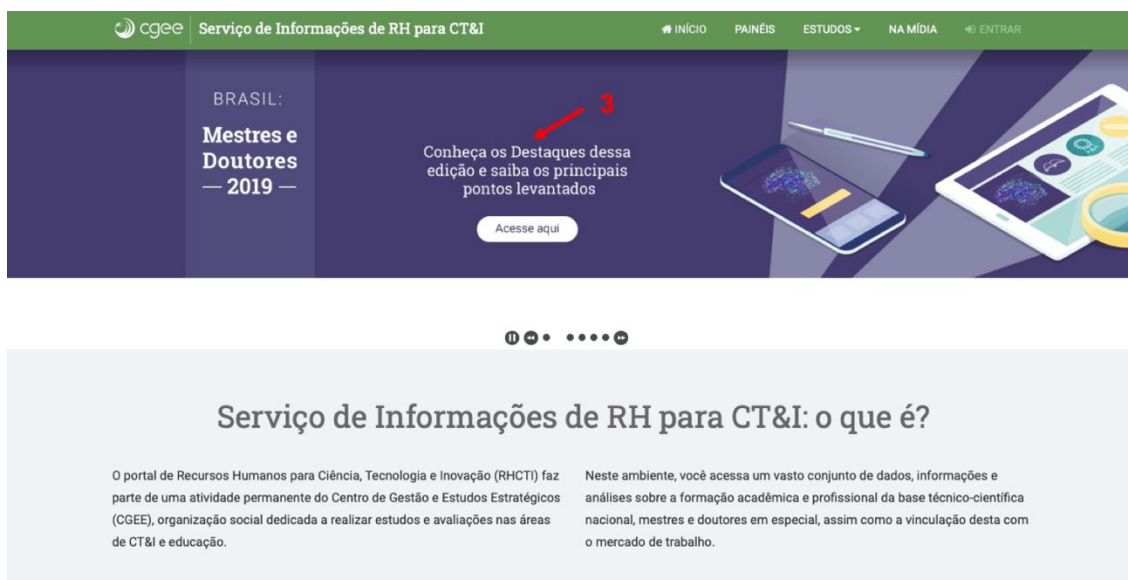 cgee Serviço de Informações de RH para CT&I INÍCIO PAINÉIS ESTUDOS NA MÍDIA ENTRAR
BRASIL:
Mestres e
Doutores
— 2019 —
3
Conheça os Destaques dessa
edição e saiba os principais
pontos levantados
Acesse aqui
Serviço de Informações de RH para CT&I: o que é?
O portal de Recursos Humanos para Ciência, Tecnologia e Inovação (RHCTI) faz
parte de uma atividade permanente do Centro de Gestão e Estudos Estratégicos
(CGEE), organização social dedicada a realizar estudos e avaliações nas áreas
de CT&I e educação.
Neste ambiente, você acessa um vasto conjunto de dados, informações e
análises sobre a formação acadêmica e profissional da base técnico-científica
nacional, mestres e doutores em especial, assim como a vinculação desta com
o mercado de trabalho.